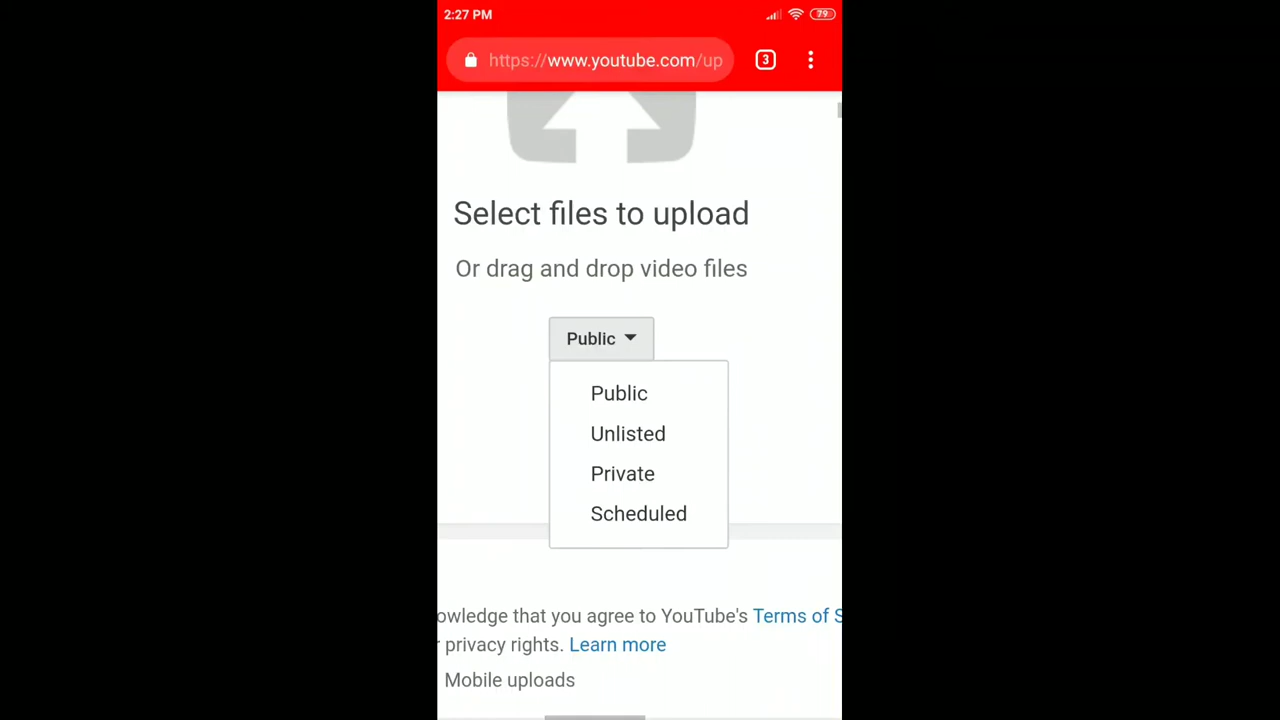 2:27 PM
79
https://www.youtube.com/up
3
Select files to upload
Or drag and drop video files
Public
Public
Unlisted
Private
Scheduled
owledge that you agree to YouTube's Terms of S
privacy rights. Learn more
Mobile uploads